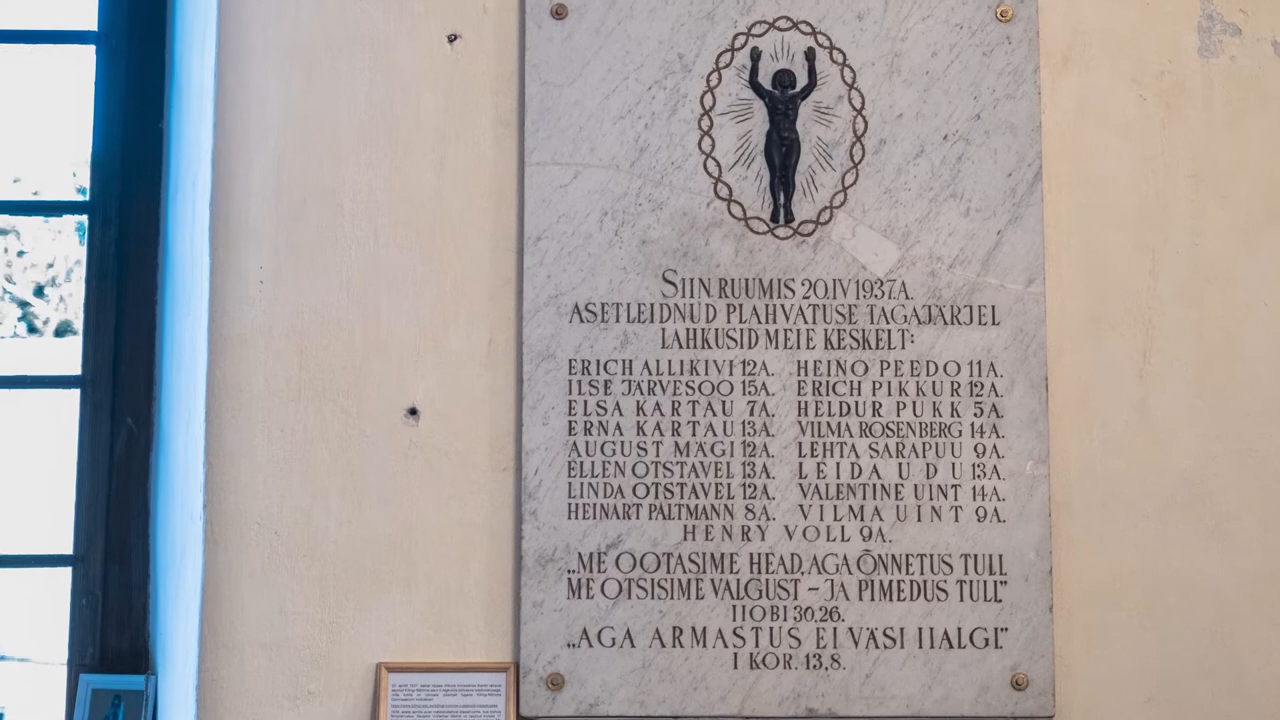 SIIN RUUMIS 20.IV 1937.A.
ASETLEIDNUD PLAHVATUSE TAGAJÄRJEL
LAHKUSID MEIE KESKELT:
ERICH ALLIKIVI 12A. HEINO PEEDO 11A.
ILSE JÄRVESOO 15A. ERICH PIKKUR 12A.
ELSA KARTAU 7A. HELDUR PUKK 5A.
ERNA KARTAU 13A. VILMA ROSENBERG 14A.
AUGUST MÄGI 12A. LEHTA SARAPUU 9A.
ELLEN OTSTAVEL 13A. LEIDA UDU 13A.
LINDA OTSTAVEL 12A. VALENTINE UINT 14A.
HEINART PALTMANN 8A. VILMA UINT 9A.
HENRY VOLL 9A.
„ME OOTASIME HEAD, AGA ÕNNETUS TULL
ME OTSISIME VALGUST – JA PIMEDUS TULL”
IIOBI 30.26.
„AGA ARMASTUS EI VÄSI IIALGI.”
I KOR. 13,8.